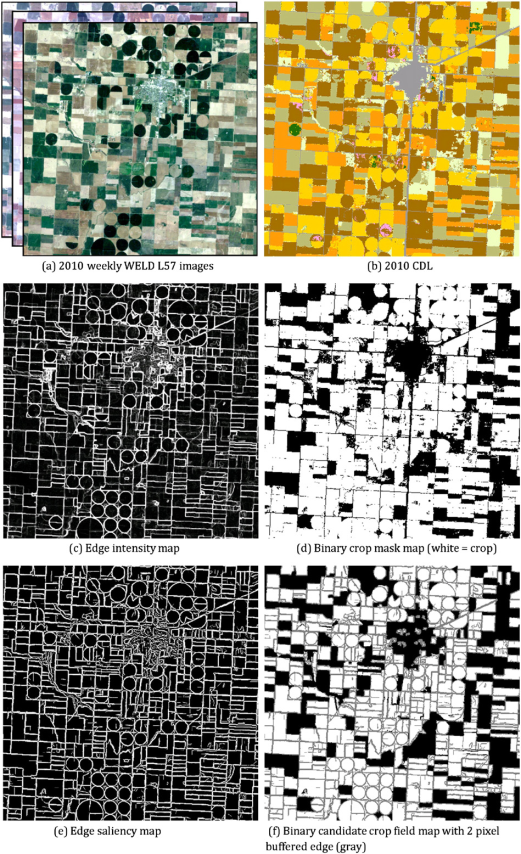 (a) 2010 weekly WELD L57 images
(b) 2010 CDL
(c) Edge intensity map
(d) Binary crop mask map (white = crop)
(e) Edge saliency map
(f) Binary candidate crop field map with 2 pixel
buffered edge (gray)